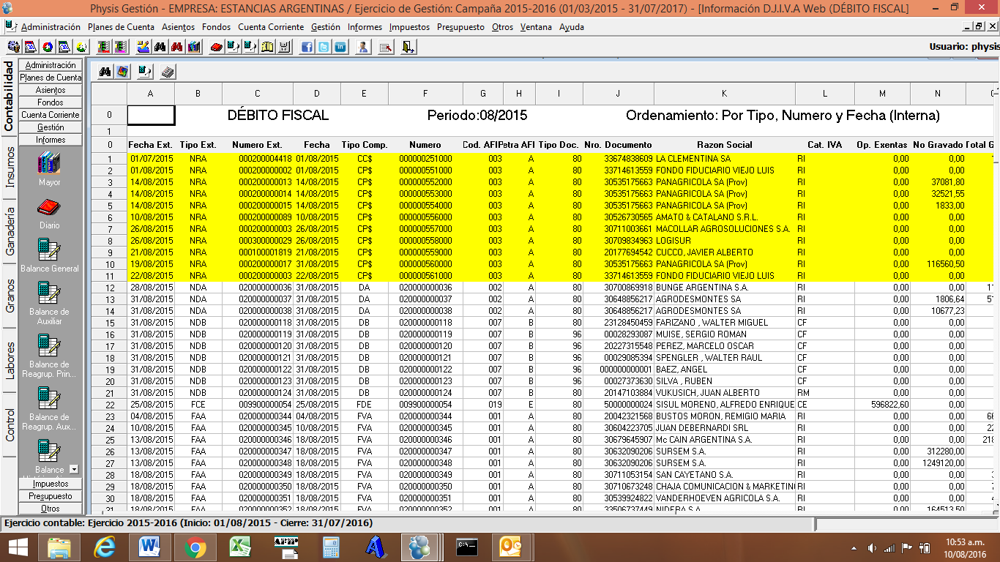 Physis Gestión - EMPRESA: ESTANCIAS ARGENTINAS / Ejercicio de Gestión: Campaña 2015-2016 (01/03/2015 - 31/07/2017) - [Información D.J.I.V.A Web (DÉBITO FISCAL]
Administración Planes de Cuenta Asientos Fondos Cuenta Corriente Gestión Informes Impuestos Presupuesto Otros Ventana Ayuda
Usuario: physis
Contabilidad
Insumos
Ganadería
Granos
Labores
Control
Administración
Planes de Cuenta
Asientos
Fondos
Cuenta Corriente
Gestión
Informes
Mayor
Diario
Balance General
Balance de
Auxiliar
Balance de
Reagrup. Prin...
Balance de
Reagrup. Aux...
Balance
Impuestos
Presupuesto
Otros
A B C D E F G H I J K L M N
0 DÉBITO FISCAL Periodo:08/2015 Ordenamiento: Por Tipo, Numero y Fecha (Interna)
1
0 Fecha Ext. Tipo Ext. Numero Ext. Fecha Tipo Comp. Numero Cod. AFI etra AFI Tipo Doc. Nro. Documento Razon Social Cat. IVA Op. Exentas No Gravado Total G
1 01/07/2015 NRA 000200004418 01/08/2015 CC$ 000000251000 003 A 80 33674838609 LA CLEMENTINA SA RI 0,00 0,00 1
2 01/08/2015 NRA 000200000002 01/08/2015 CP$ 000000551000 003 A 80 33714613559 FONDO FIDUCIARIO VIEJO LUIS RI 0,00 0,00
3 14/08/2015 NRA 000200000013 14/08/2015 CP$ 000000552000 003 A 80 30535175663 PANAGRICOLA SA (Prov) RI 0,00 37081,80
4 14/08/2015 NRA 000200000014 14/08/2015 CP$ 000000553000 003 A 80 30535175663 PANAGRICOLA SA (Prov) RI 0,00 32521,55
5 14/08/2015 NRA 000200000015 14/08/2015 CP$ 000000554000 003 A 80 30535175663 PANAGRICOLA SA (Prov) RI 0,00 1833,00
6 10/08/2015 NRA 000200000089 10/08/2015 CP$ 000000556000 003 A 80 30526730565 AMATO & CATALANO S.R.L. RI 0,00 0,00
7 26/08/2015 NRA 000200000003 26/08/2015 CP$ 000000557000 003 A 80 30711003661 MACOLLAR AGROSOLUCIONES S.A. RI 0,00 0,00
8 26/08/2015 NRA 000300000029 26/08/2015 CP$ 000000558000 003 A 80 30709834963 LOGISUR RI 0,00 0,00
9 21/08/2015 NRA 000100001819 21/08/2015 CP$ 000000559000 003 A 80 20177694542 CUCCO, JAVIER ALBERTO RI 0,00 0,00
10 19/08/2015 NRA 000200000017 31/08/2015 CP$ 000000560000 003 A 80 30535175663 PANAGRICOLA SA (Prov) RI 0,00 116560,50
11 22/08/2015 NRA 000200000003 22/08/2015 CP$ 000000561000 003 A 80 33714613559 FONDO FIDUCIARIO VIEJO LUIS RI 0,00 0,00
12 28/08/2015 NDA 020000000036 31/08/2015 DA 020000000036 002 A 80 30700869918 BUNGE ARGENTINA S.A. RI 0,00 0,00 11
13 31/08/2015 NDA 020000000037 31/08/2015 DA 020000000037 002 A 80 30648856217 AGRODESMONTES SA RI 0,00 1806,64 51
14 31/08/2015 NDA 020000000038 31/08/2015 DA 020000000038 002 A 80 30648856217 AGRODESMONTES SA RI 0,00 10677,23
15 31/08/2015 NDB 020000000118 31/08/2015 DB 020000000118 007 B 80 23128450459 FARIZANO , WALTER MIGUEL CF 0,00 0,00
16 31/08/2015 NDB 020000000119 31/08/2015 DB 020000000119 007 B 96 00028293087 MUISE, SERGIO ROMAN CF 0,00 0,00
17 31/08/2015 NDB 020000000120 31/08/2015 DB 020000000120 007 B 96 20227315548 PEREZ, MARCELO OSCAR CF 0,00 0,00
18 31/08/2015 NDB 020000000121 31/08/2015 DB 020000000121 007 B 96 00029085394 SPENGLER , WALTER RAUL CF 0,00 0,00
19 31/08/2015 NDB 020000000122 31/08/2015 DB 020000000122 007 B 96 000000000001 BAEZ, ANGEL CF 0,00 0,00
20 31/08/2015 NDB 020000000123 31/08/2015 DB 020000000123 007 B 96 00027373630 SILVA , RUBEN CF 0,00 0,00
21 31/08/2015 NDB 020000000124 31/08/2015 DB 020000000124 007 B 80 20147103884 VUKUSICH, JUAN ALBERTO RM 0,00 0,00
22 25/08/2015 FCE 009900000054 25/08/2015 FDE 009900000054 019 E 80 50000000024 SISUL MORENO, ALFREDO ENRIQUE CE 596822,60 0,00
23 04/08/2015 FAA 020000000344 04/08/2015 FVA 020000000344 001 A 80 20042321568 BUSTOS MORON, REMIGIO MARIA RI 0,00 0,00 66
24 10/08/2015 FAA 020000000345 10/08/2015 FVA 020000000345 001 A 80 30604223705 JUAN DEBERNARDI SRL RI 0,00 0,00 22
25 13/08/2015 FAA 020000000346 18/08/2015 FVA 020000000346 001 A 80 30679645907 Mc CAIN ARGENTINA S.A. RI 0,00 0,00 218
26 13/08/2015 FAA 020000000347 18/08/2015 FVA 020000000347 001 A 80 30632090206 SURSEM S.A. RI 0,00 312280,00
27 13/08/2015 FAA 020000000348 18/08/2015 FVA 020000000348 001 A 80 30632090206 SURSEM S.A. RI 0,00 1249120,00
28 18/08/2015 FAA 020000000349 18/08/2015 FVA 020000000349 001 A 80 30711053154 SAN CAYETANO S.A. RI 0,00 0,00
29 18/08/2015 FAA 020000000350 18/08/2015 FVA 020000000350 001 A 80 30710673248 CHAJA COMUNICACION & MARKETIN RI 0,00 0,00
30 18/08/2015 FAA 020000000351 18/08/2015 FVA 020000000351 001 A 80 30539924822 VANDERHOEVEN AGRICOLA S.A. RI 0,00 0,00
31 18/08/2015 FAA 020000000352 18/08/2015 FVA 020000000352 001 A 80 33506737449 NIDERA S.A. RI 0,00 164513,50
Ejercicio contable: Ejercicio 2015-2016 (Inicio: 01/08/2015 - Cierre: 31/07/2016)
10:53 a.m.
10/08/2016